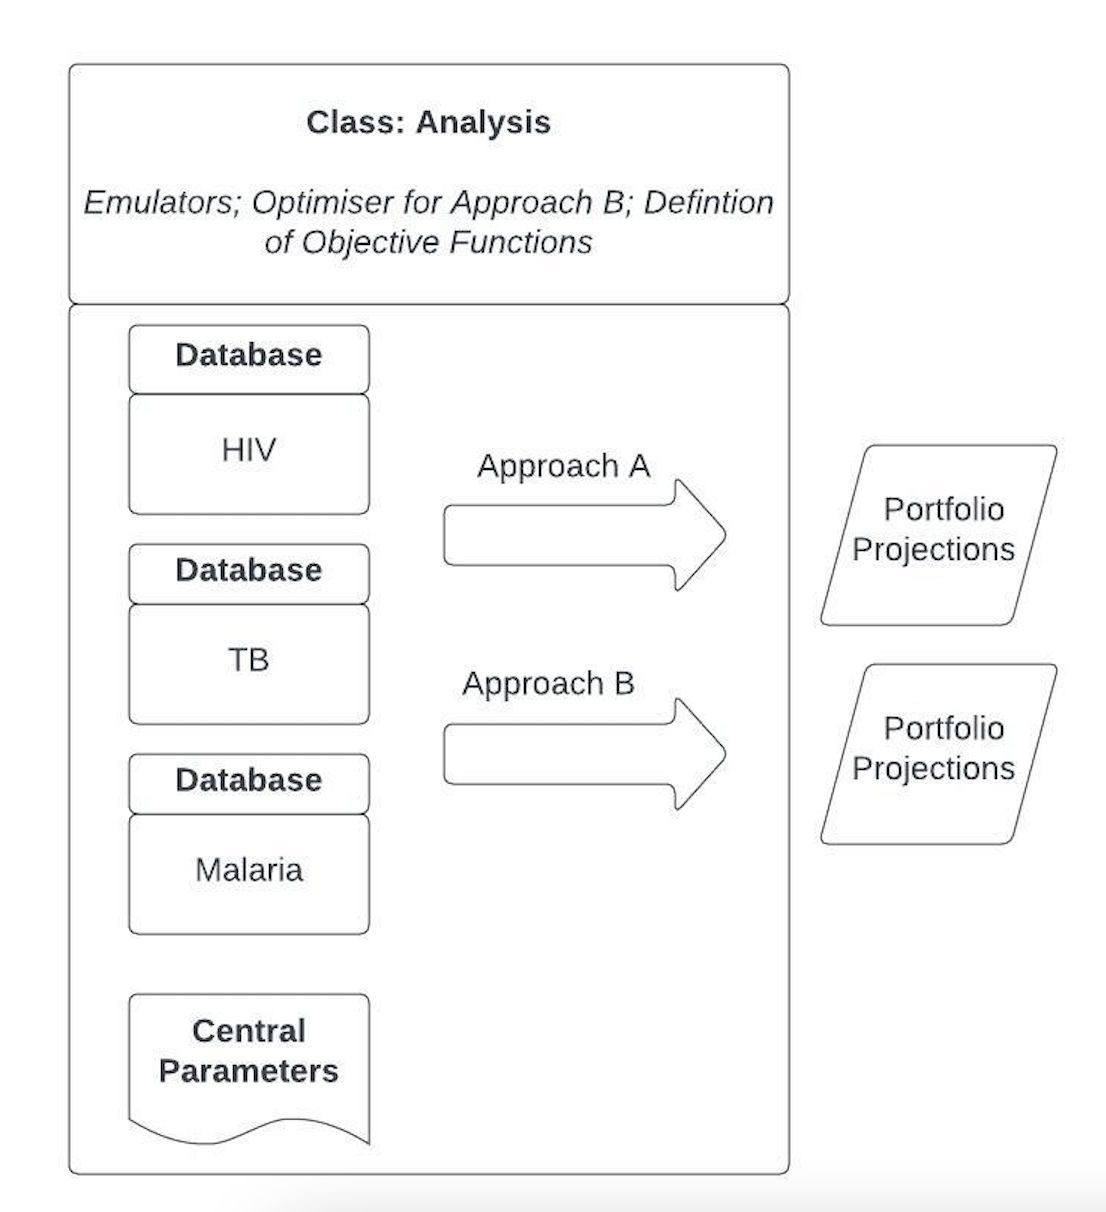 Class: Analysis
Emulators; Optimiser for Approach B; Defintion
of Objective Functions
Database
HIV
Database
TB
Database
Malaria
Central
Parameters
Approach A
Approach B
Portfolio
Projections
Portfolio
Projections